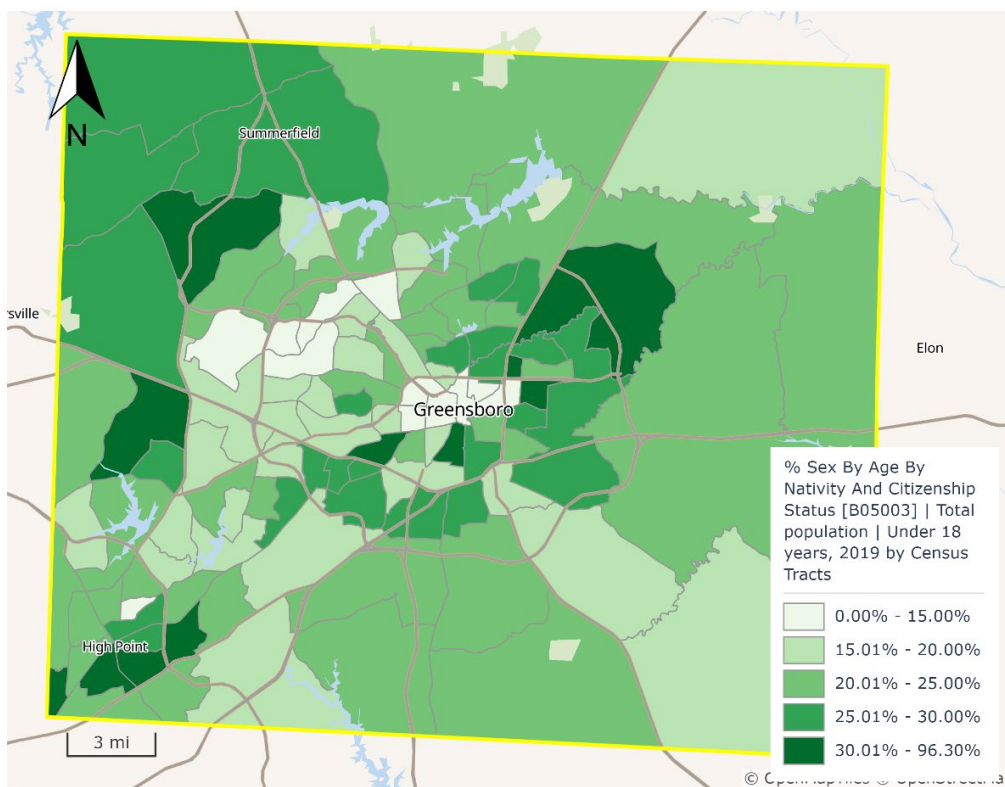 N
Summerfield
rsville
Elon
Greensboro
High Point
3 mi
% Sex By Age By
Nativity And Citizenship
Status [B05003] | Total
population | Under 18
years, 2019 by Census
Tracts
0.00% - 15.00%
15.01% - 20.00%
20.01% - 25.00%
25.01% - 30.00%
30.01% - 96.30%